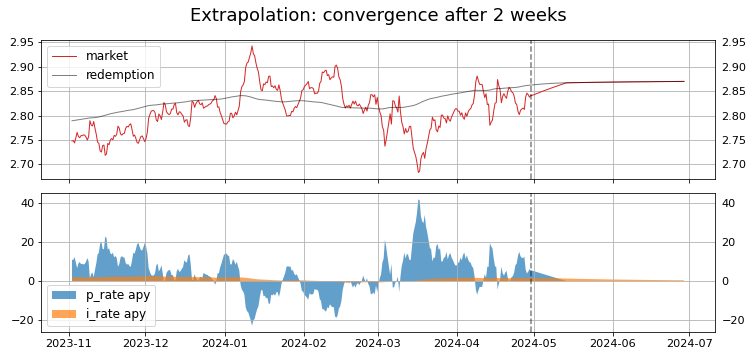 Extrapolation: convergence after 2 weeks
2.95 2.95
market
redemption
2.90 2.90
2.85 2.85
2.80 2.80
2.75 2.75
2.70 2.70
40 40
20 20
0 0
p_rate apy
i_rate apy
−20 −20
2023-11 2023-12 2024-01 2024-02 2024-03 2024-04 2024-05 2024-06 2024-07